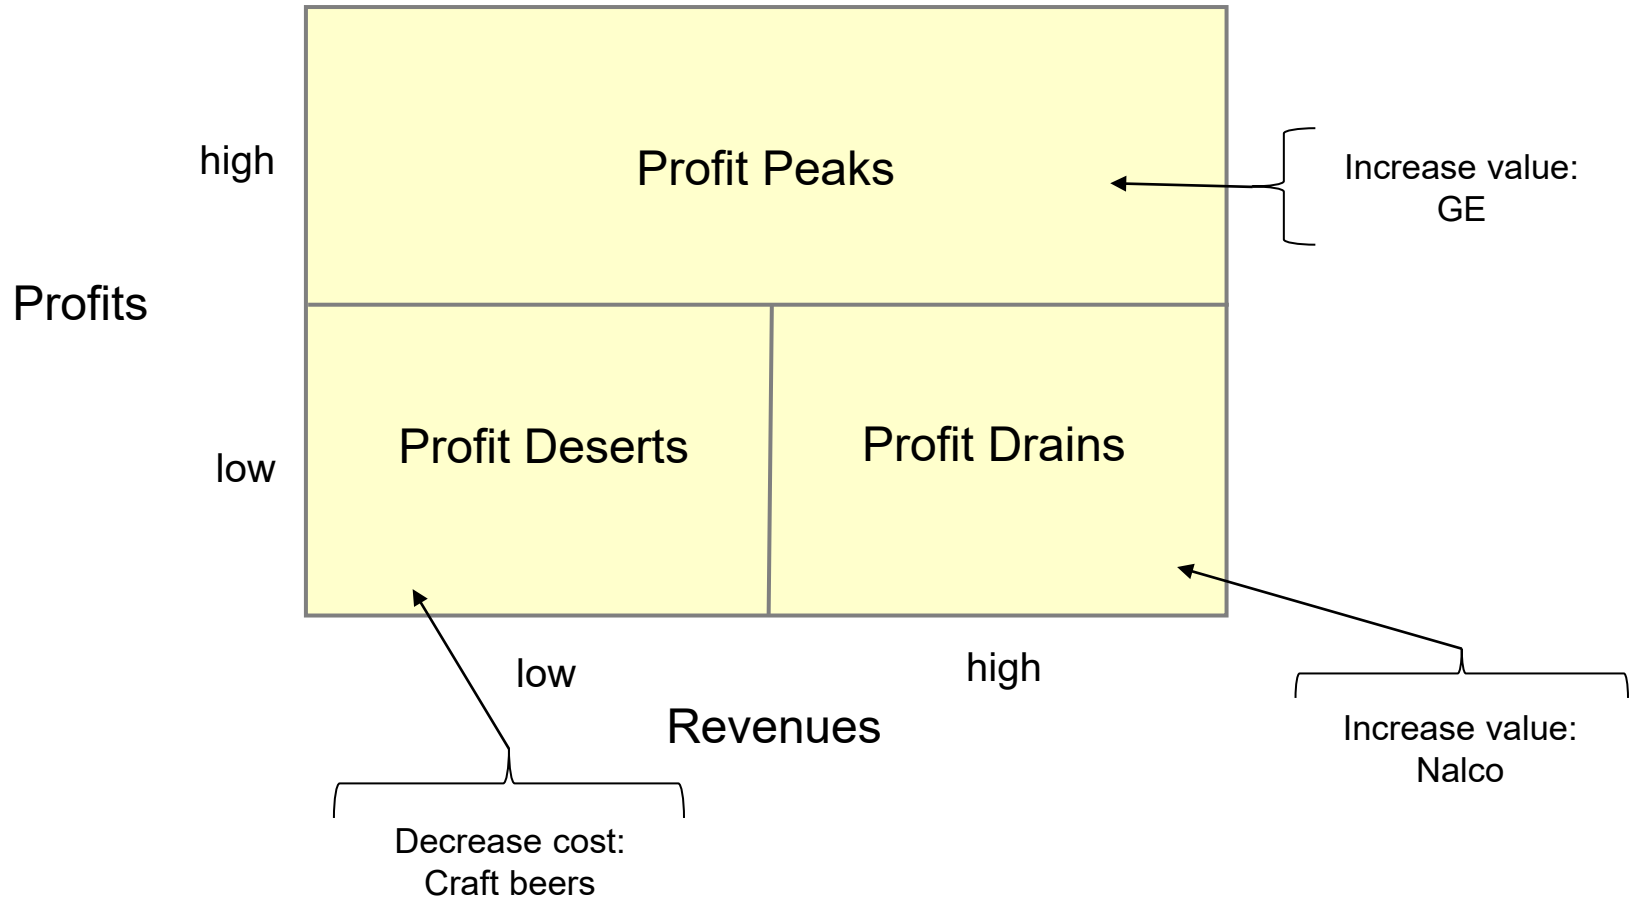 high
Profit Peaks
Increase value:
GE
Profits
low
Profit Deserts
Profit Drains
low
high
Revenues
Increase value:
Nalco
Decrease cost:
Craft beers